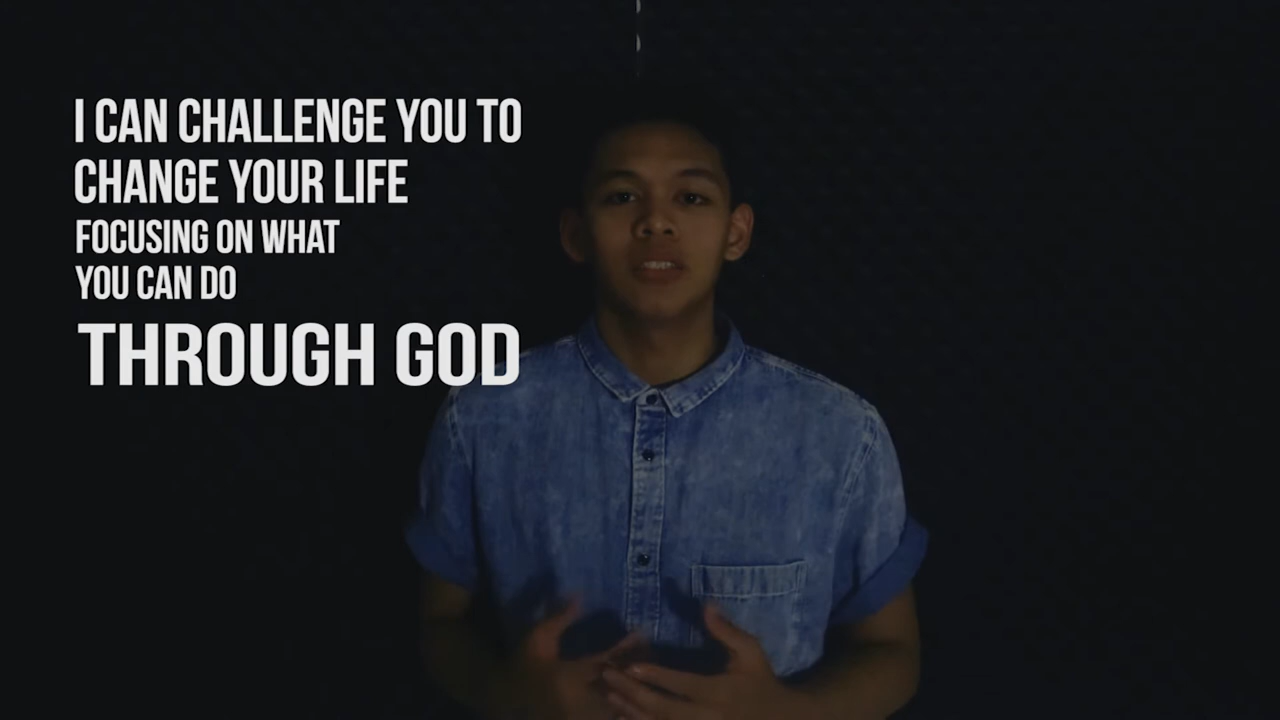 I CAN CHALLENGE YOU TO
CHANGE YOUR LIFE
FOCUSING ON WHAT
YOU CAN DO
THROUGH GOD